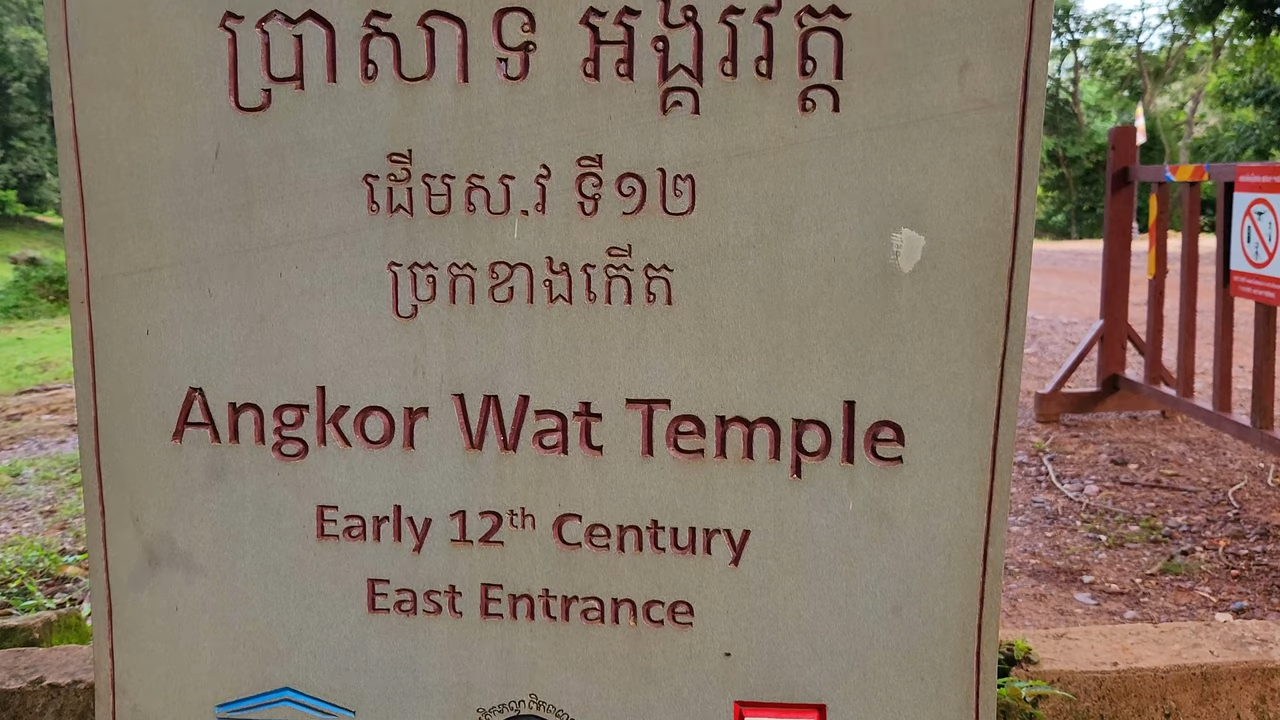 ប្រាសាទ អង្គរវត្ត
ដើមស.វ ទី១២
ច្រកខាងកើត
Angkor Wat Temple
Early 12th Century
East Entrance